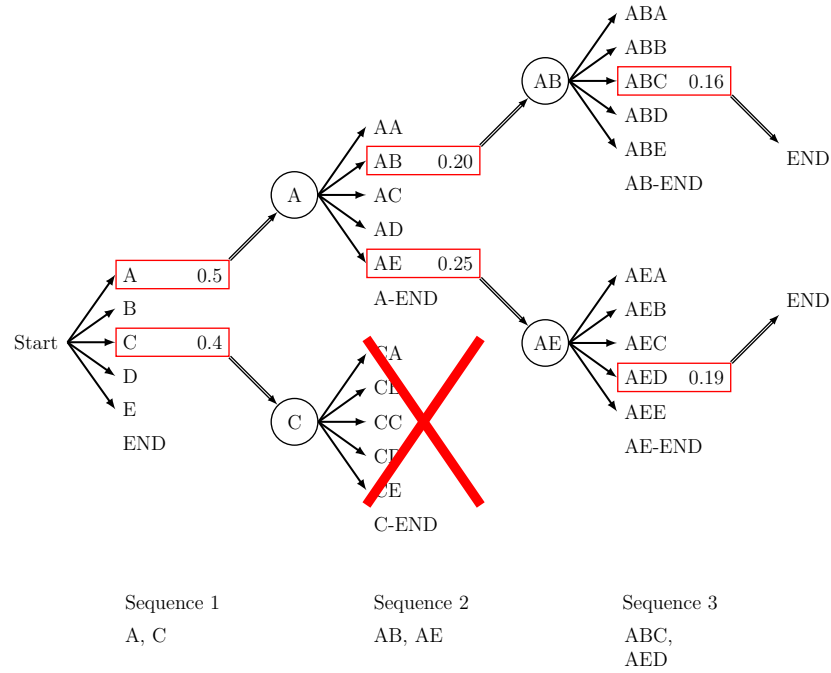 Start
A 0.5
B
C 0.4
D
E
END
A
C
AA
AB 0.20
AC
AD
AE 0.25
A-END
CA
CC
CE
C-END
AB
AE
ABA
ABB
ABC 0.16
ABD
ABE
AB-END
AEA
AEB
AEC
AED 0.19
AEE
AE-END
END
END
Sequence 1
A, C
Sequence 2
AB, AE
Sequence 3
ABC,
AED